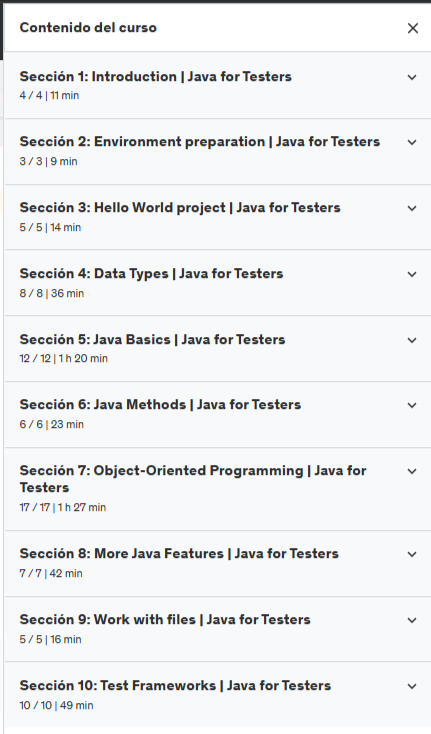 Contenido del curso
Sección 1: Introduction | Java for Testers
4 / 4 | 11 min
Sección 2: Environment preparation | Java for Testers
3 / 3 | 9 min
Sección 3: Hello World project | Java for Testers
5 / 5 | 14 min
Sección 4: Data Types | Java for Testers
8 / 8 | 36 min
Sección 5: Java Basics | Java for Testers
12 / 12 | 1 h 20 min
Sección 6: Java Methods | Java for Testers
6 / 6 | 23 min
Sección 7: Object-Oriented Programming | Java for
Testers
17 / 17 | 1 h 27 min
Sección 8: More Java Features | Java for Testers
7 / 7 | 42 min
Sección 9: Work with files | Java for Testers
5 / 5 | 16 min
Sección 10: Test Frameworks | Java for Testers
10 / 10 | 49 min